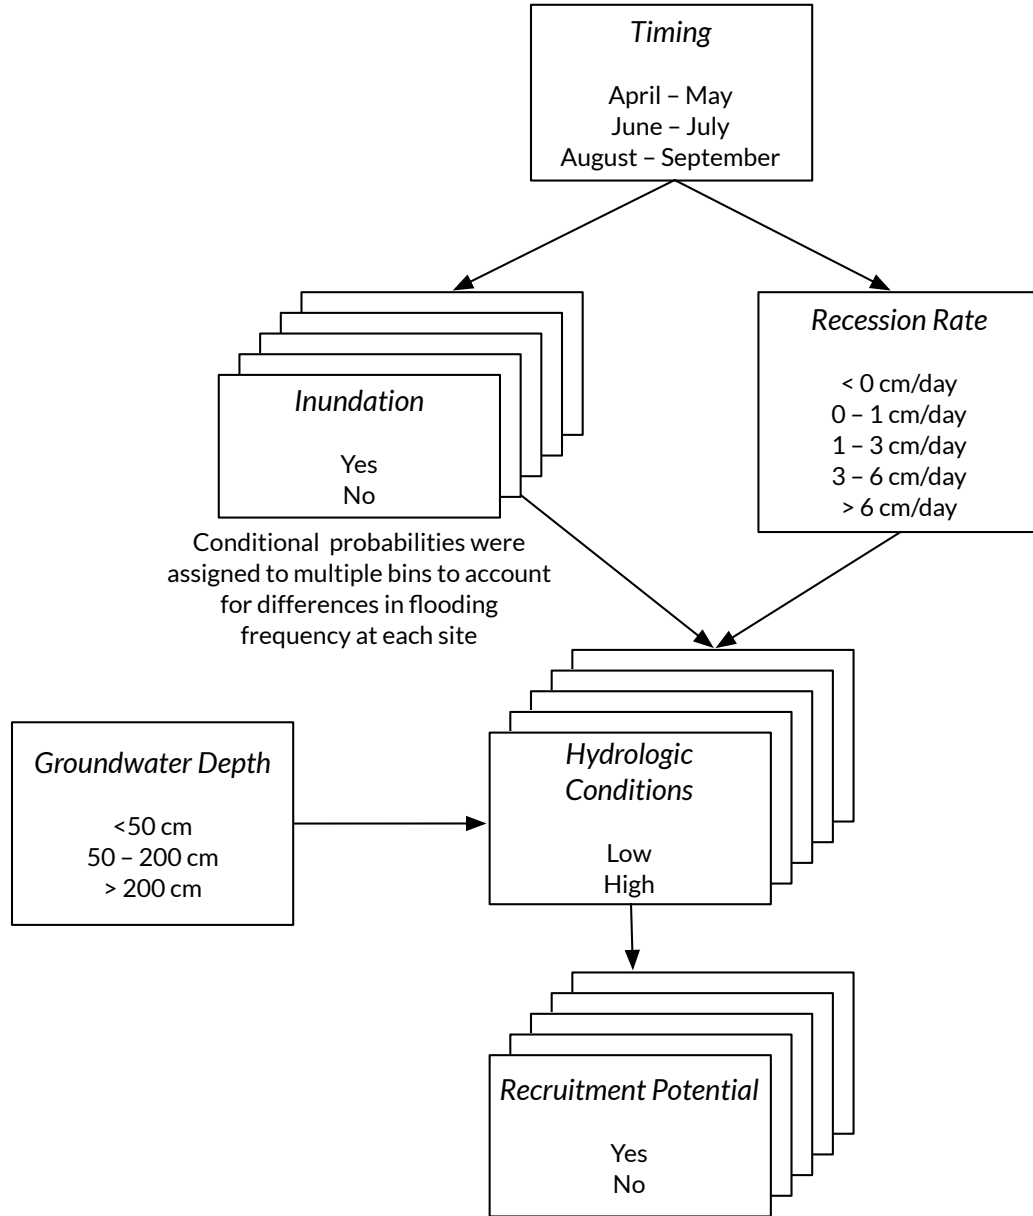 Timing
April – May
June – July
August – September
Inundation
Yes
No
Conditional probabilities were
assigned to multiple bins to account
for differences in flooding
frequency at each site
Recession Rate
< 0 cm/day
0 – 1 cm/day
1 – 3 cm/day
3 – 6 cm/day
> 6 cm/day
Groundwater Depth
<50 cm
50 – 200 cm
> 200 cm
Hydrologic
Conditions
Low
High
Recruitment Potential
Yes
No